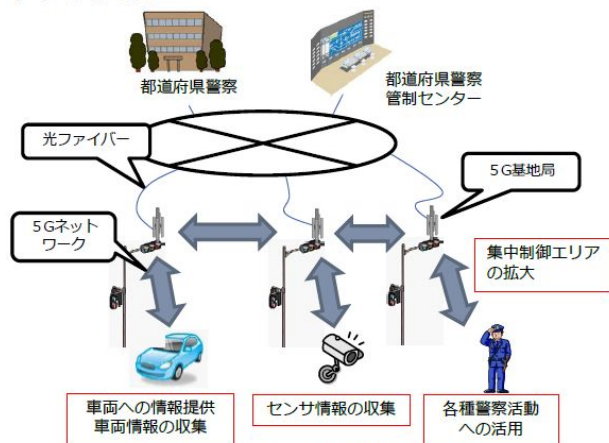 都道府県警察
都道府県警察
管制センター
光ファイバー
5G基地局
5Gネット
ワーク
集中制御エリア
の拡大
車両への情報提供
車両情報の収集
センサ情報の収集
各種警察活動
への活用